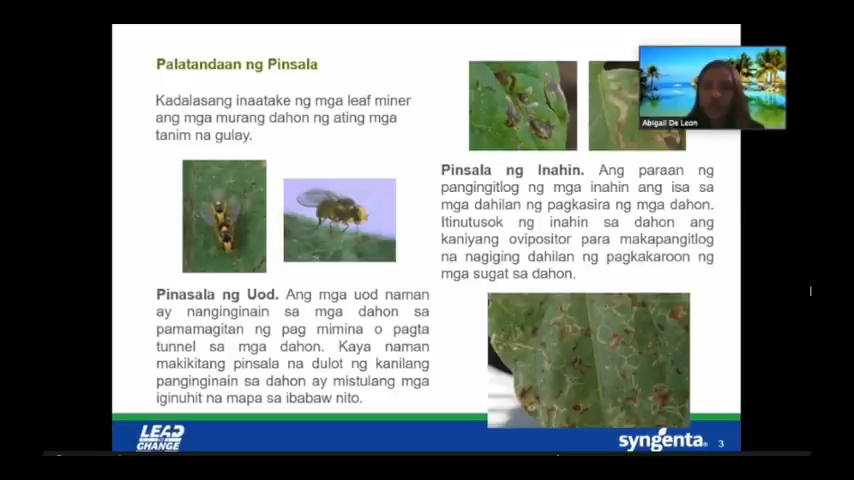 Palatandaan ng Pinsala
Kadalasang inaatake ng mga leaf miner
ang mga murang dahon ng ating mga
tanim na gulay.
Pinasala ng Uod. Ang mga uod naman
ay nanginginain sa mga dahon sa
pamamagitan ng pag mimina o pagta
tunnel sa mga dahon. Kaya naman
makikitang pinsala na dulot ng kanilang
panginginain sa dahon ay mistulang mga
iginuhit na mapa sa ibabaw nito.
Abigail De Leon
Pinsala ng Inahin. Ang paraan ng
pangingitlog ng mga inahin ang isa sa
mga dahilan ng pagkasira ng mga dahon.
Itinutusok ng inahin sa dahon ang
kaniyang ovipositor para makapangitlog
na nagiging dahilan ng pagkakaroon ng
mga sugat sa dahon.
LEAD
THE
CHANGE
syngenta
3